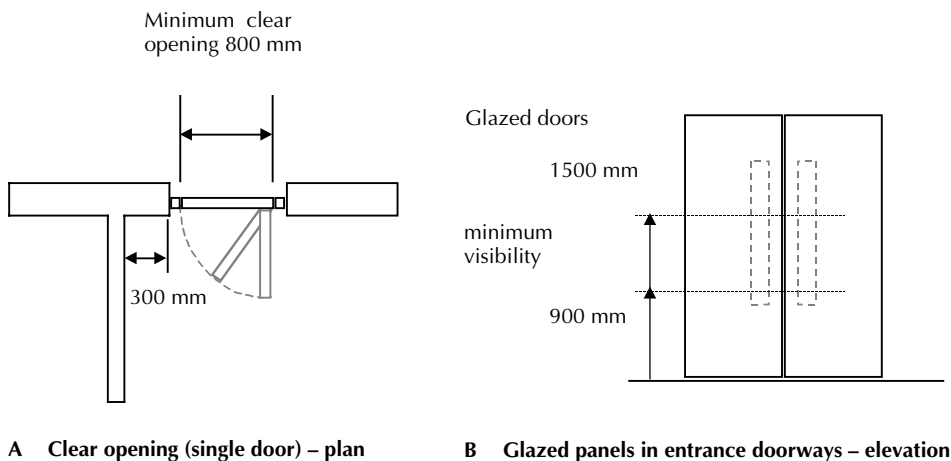 Minimum clear
opening 800 mm
300 mm
A Clear opening (single door) – plan
Glazed doors
1500 mm
minimum
visibility
900 mm
B Glazed panels in entrance doorways – elevation